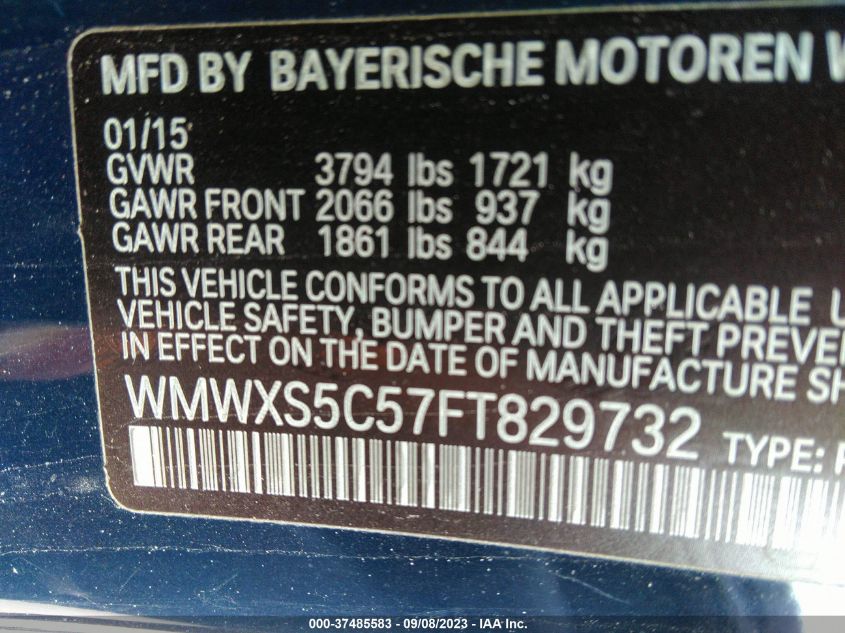 MFD BY BAYERISCHE MOTOREN
01/15
GVWR 3794 lbs 1721 kg
GAWR FRONT 2066 lbs 937 kg
GAWR REAR 1861 lbs 844 kg
THIS VEHICLE CONFORMS TO ALL APPLICABLE
VEHICLE SAFETY, BUMPER AND THEFT
IN EFFECT ON THE DATE OF MANUFACTURE
WMWXS5C57FT829732 TYPE:
000-37485583 - 09/08/2023 - IAA Inc.